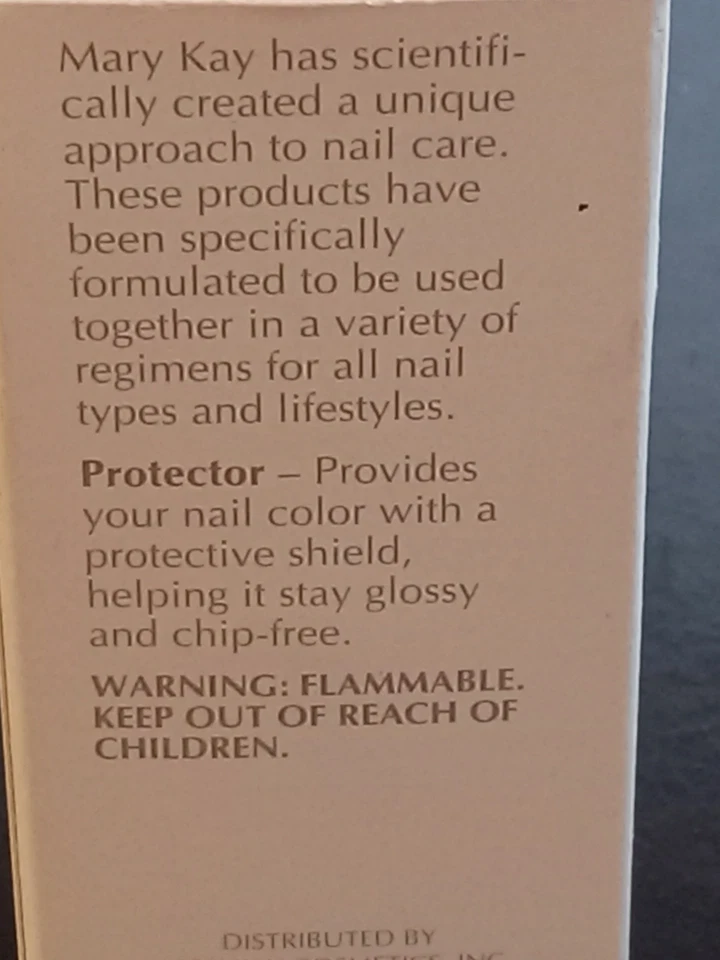 Mary Kay has scientifi-
cally created a unique
approach to nail care.
These products have
been specifically
formulated to be used
together in a variety of
regimens for all nail
types and lifestyles.
Protector – Provides
your nail color with a
protective shield,
helping it stay glossy
and chip-free.
WARNING: FLAMMABLE.
KEEP OUT OF REACH OF
CHILDREN.
DISTRIBUTED BY